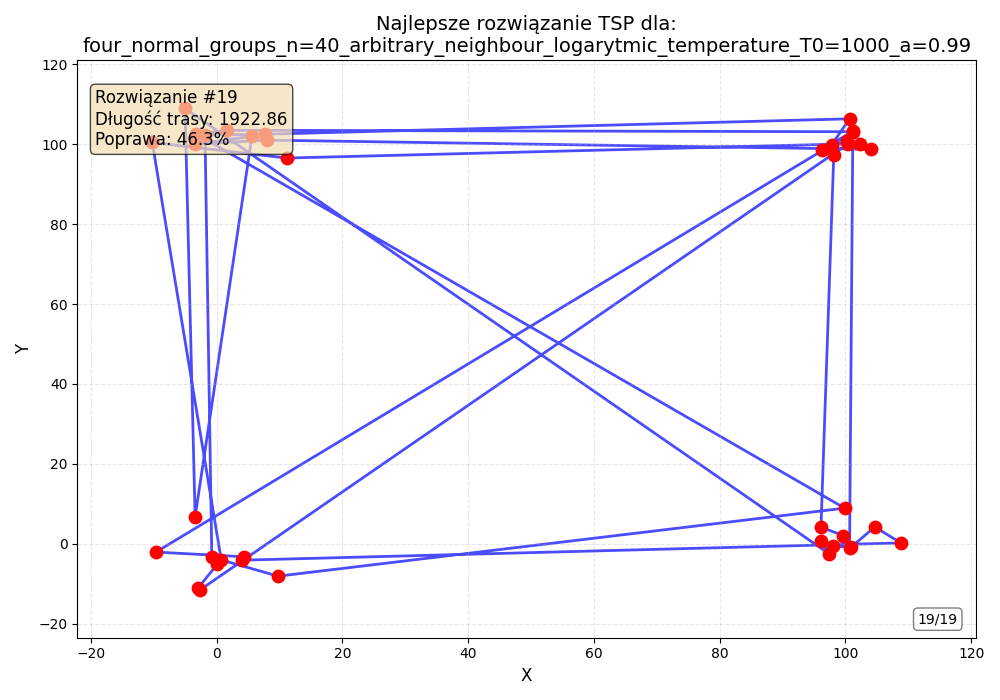 Najlepsze rozwiązanie TSP dla:
four_normal_groups_n=40_arbitrary_neighbour_logarytmic_temperature_T0=1000_a=0.99
Rozwiązanie #19
Długość trasy: 1922.86
Poprawa: 46.3%
120
100
80
60
40
20
0
−20
Y
−20
0
20
40
60
80
100
120
X
19/19